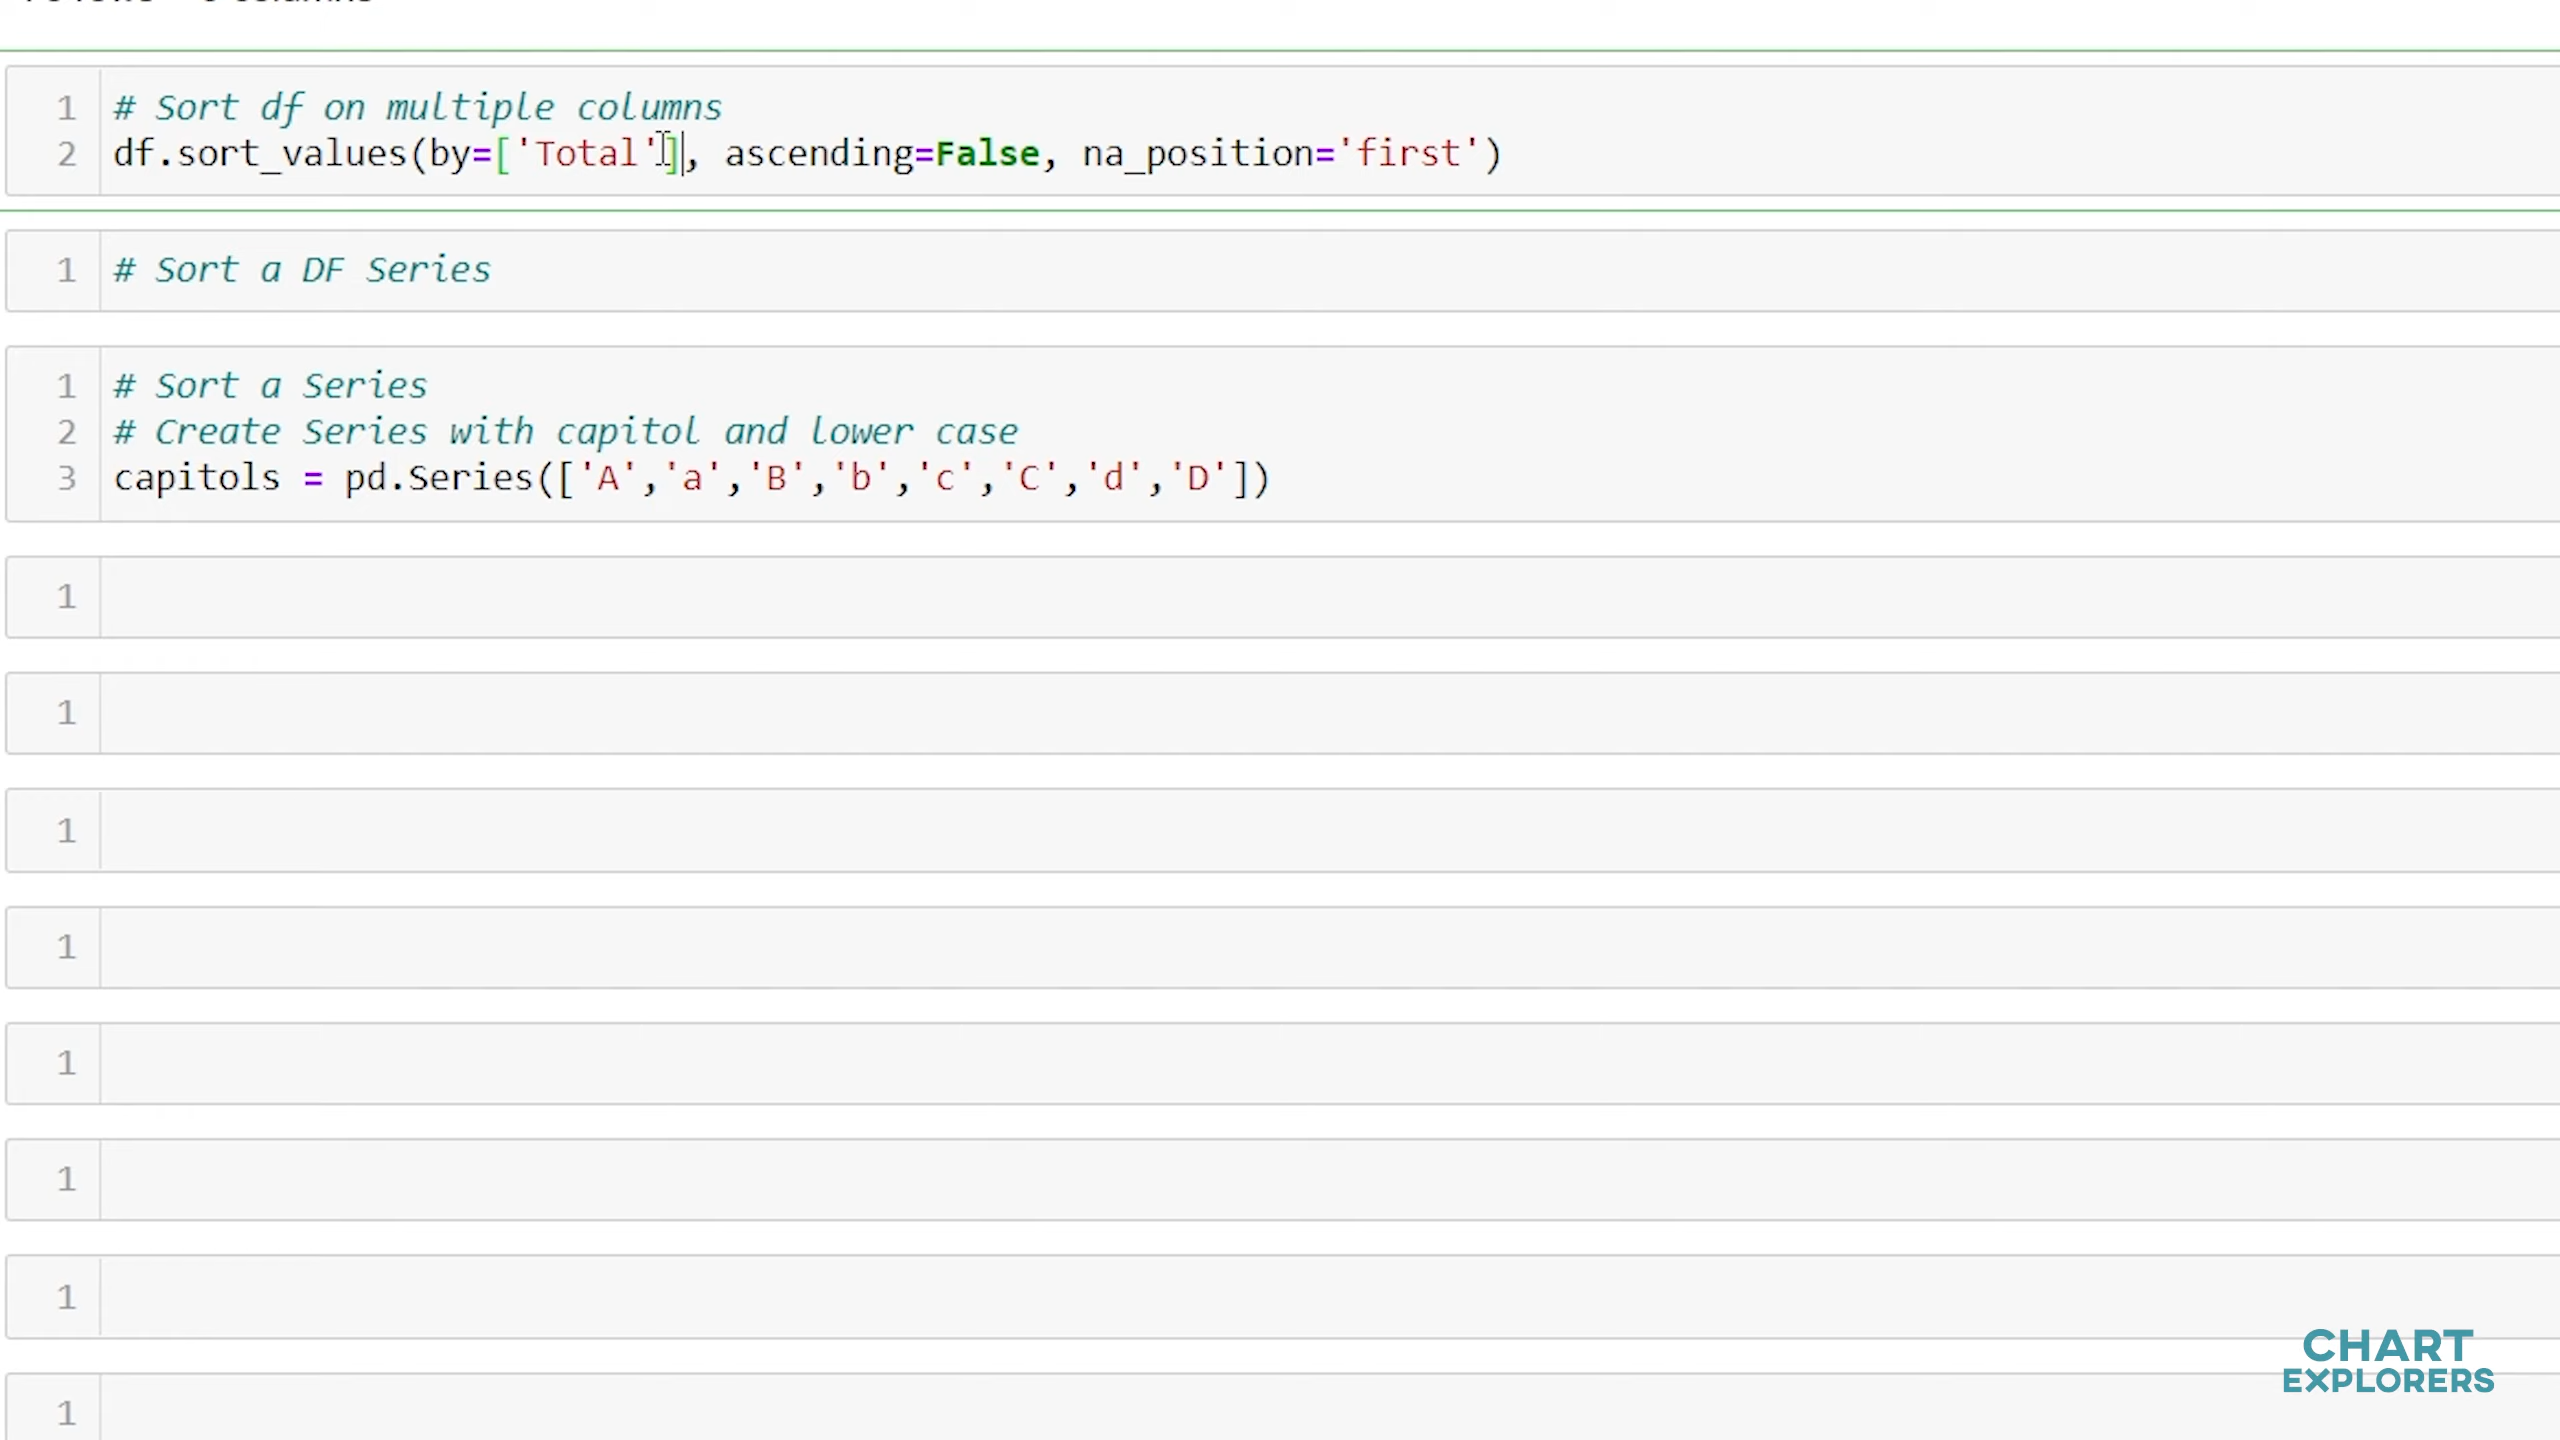 1 # Sort df on multiple columns
2 df.sort_values(by=['Total'], ascending=False, na_position='first')
1 # Sort a DF Series
1 # Sort a Series
2 # Create Series with capitol and lower case
3 capitols = pd.Series(['A','a','B','b','c','C','d','D'])
1
1
1
1
1
1
1
1
CHART
EXPLORERS